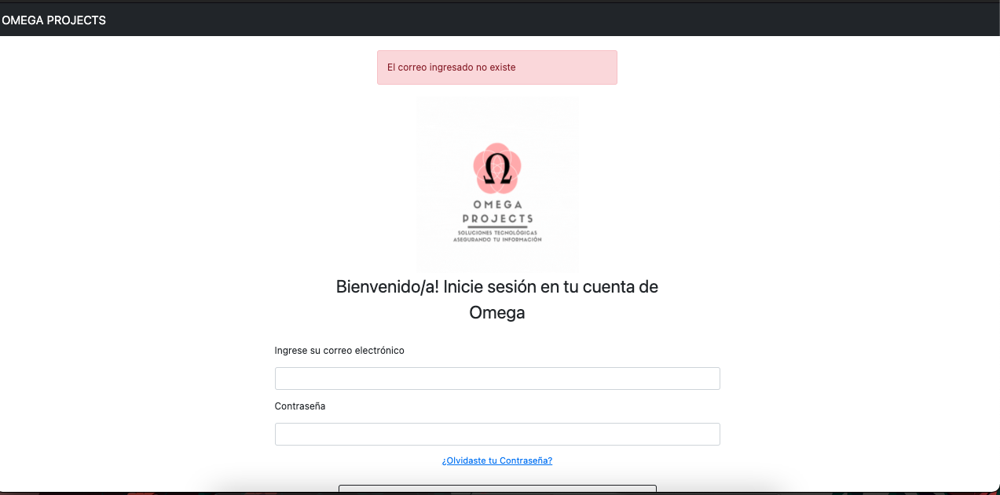 OMEGA PROJECTS
El correo ingresado no existe
Ω
OMEGA
PROJECTS
SOLUCIONES TECNOLÓGICAS
ASEGURANDO TU INFORMACIÓN
Bienvenido/a! Inicie sesión en tu cuenta de
Omega
Ingrese su correo electrónico
Contraseña
¿Olvidaste tu Contraseña?